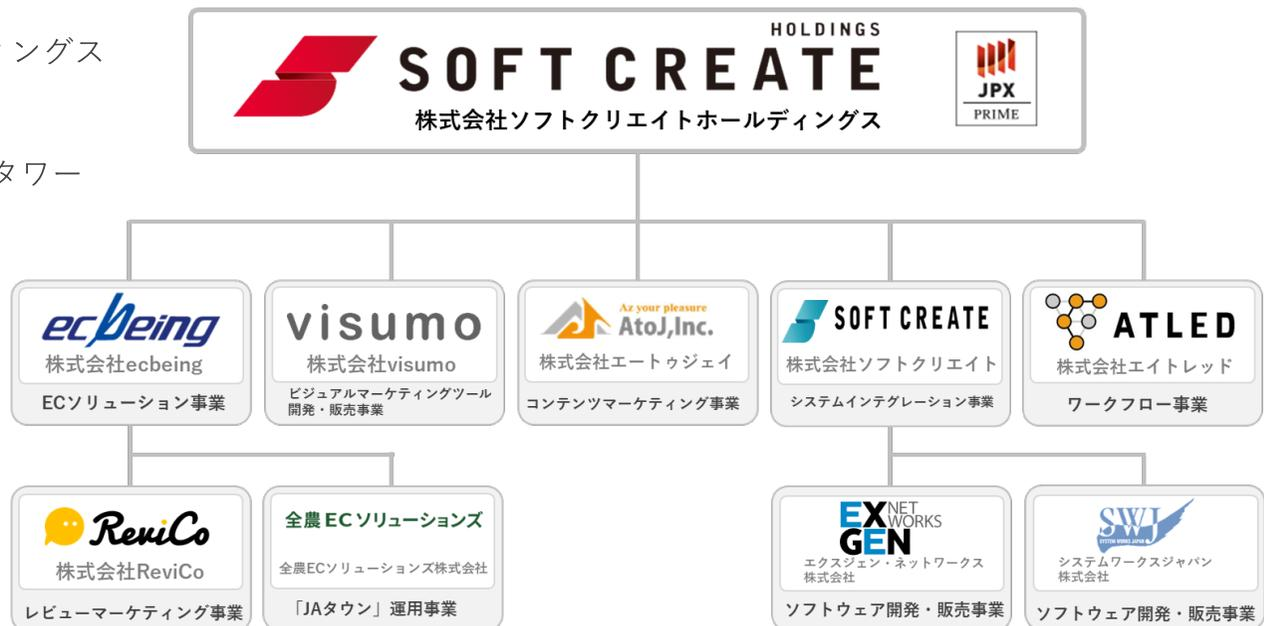 ィングス
タワー
HOLDINGS
SOFT CREATE
株式会社ソフトクリエイトホールディングス
JPX
PRIME
ecbeing
株式会社ecbeing
ECソリューション事業
visumo
株式会社visumo
ビジュアルマーケティングツール
開発・販売事業
Az your pleasure
AtoJ,Inc.
株式会社エートゥジェイ
コンテンツマーケティング事業
SOFT CREATE
株式会社ソフトクリエイト
システムインテグレーション事業
ATLED
株式会社エイトレッド
ワークフロー事業
ReviCo
株式会社ReviCo
レビューマーケティング事業
全農ECソリューションズ
全農ECソリューションズ株式会社
「JAタウン」運用事業
EX NET
WORKS
GEN
エクスジェン・ネットワークス
株式会社
ソフトウェア開発・販売事業
SWJ
SYSTEM WORKS JAPAN
システムワークスジャパン
株式会社
ソフトウェア開発・販売事業